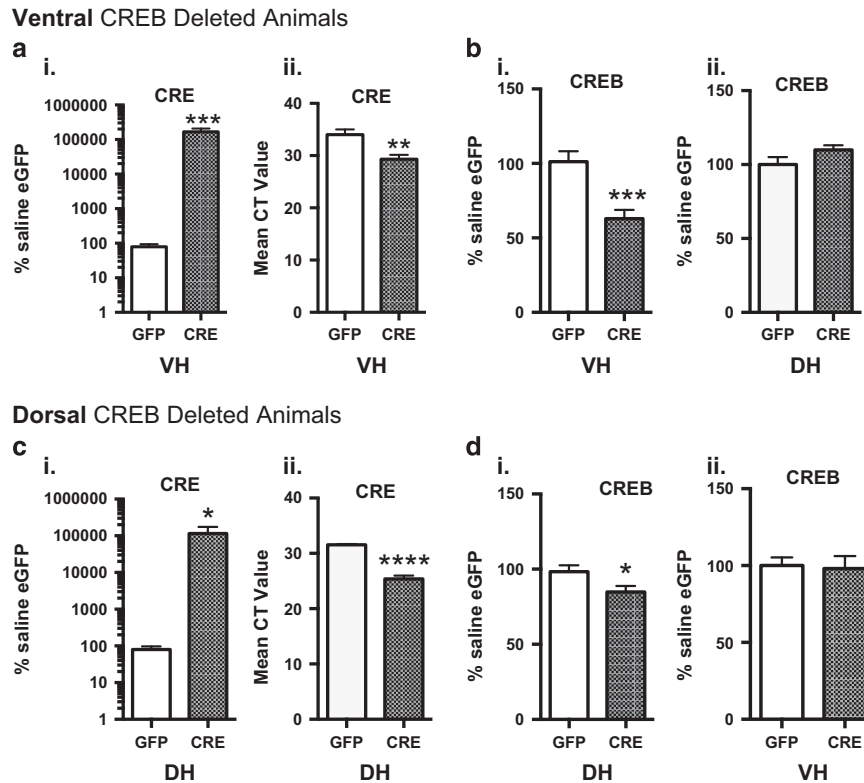 Ventral CREB Deleted Animals
a
b
i.
ii.
i.
ii.
CRE
CRE
CREB
CREB
% saline eGFP
1000000
100000
10000
1000
100
10
1
***
GFP CRE
VH
Mean CT Value
40
30
20
10
0
**
GFP CRE
VH
% saline eGFP
150
100
50
0
***
GFP CRE
VH
% saline eGFP
150
100
50
0
GFP CRE
DH
Dorsal CREB Deleted Animals
c
d
i.
ii.
i.
ii.
CRE
CRE
CREB
CREB
% saline eGFP
1000000
100000
10000
1000
100
10
1
*
GFP CRE
DH
Mean CT Value
40
30
20
10
0
****
GFP CRE
DH
% saline eGFP
150
100
50
0
*
GFP CRE
DH
% saline eGFP
150
100
50
0
GFP CRE
VH